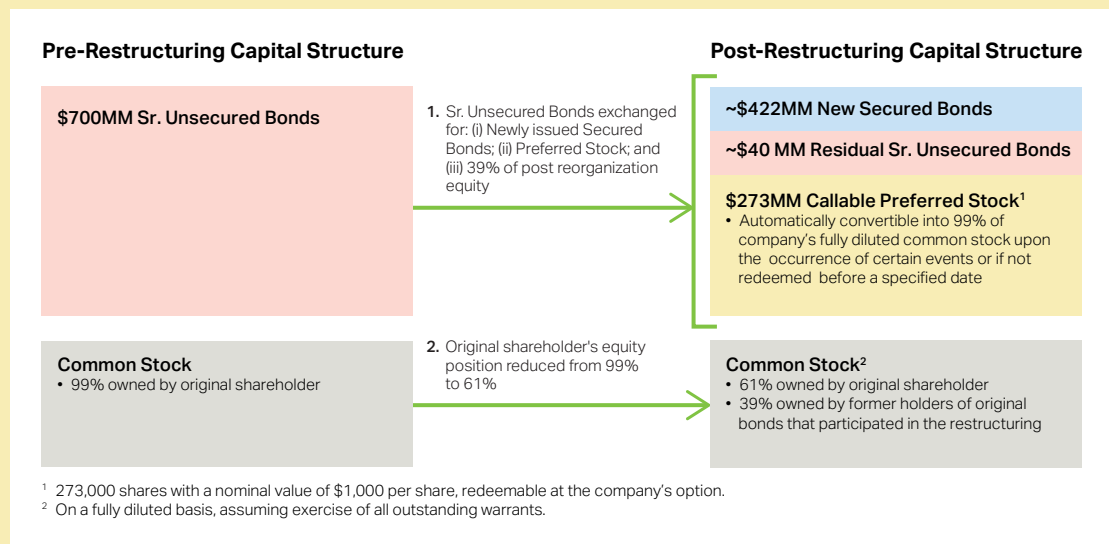 Pre-Restructuring Capital Structure
$700MM Sr. Unsecured Bonds
1. Sr. Unsecured Bonds exchanged
for: (i) Newly issued Secured
Bonds; (ii) Preferred Stock; and
(iii) 39% of post reorganization
equity
Post-Restructuring Capital Structure
~$422MM New Secured Bonds
~$40 MM Residual Sr. Unsecured Bonds
$273MM Callable Preferred Stock¹
• Automatically convertible into 99% of
company’s fully diluted common stock upon
the occurrence of certain events or if not
redeemed before a specified date
Common Stock
• 99% owned by original shareholder
2. Original shareholder's equity
position reduced from 99%
to 61%
Common Stock²
• 61% owned by original shareholder
• 39% owned by former holders of original
bonds that participated in the restructuring
¹ 273,000 shares with a nominal value of $1,000 per share, redeemable at the company’s option.
² On a fully diluted basis, assuming exercise of all outstanding warrants.